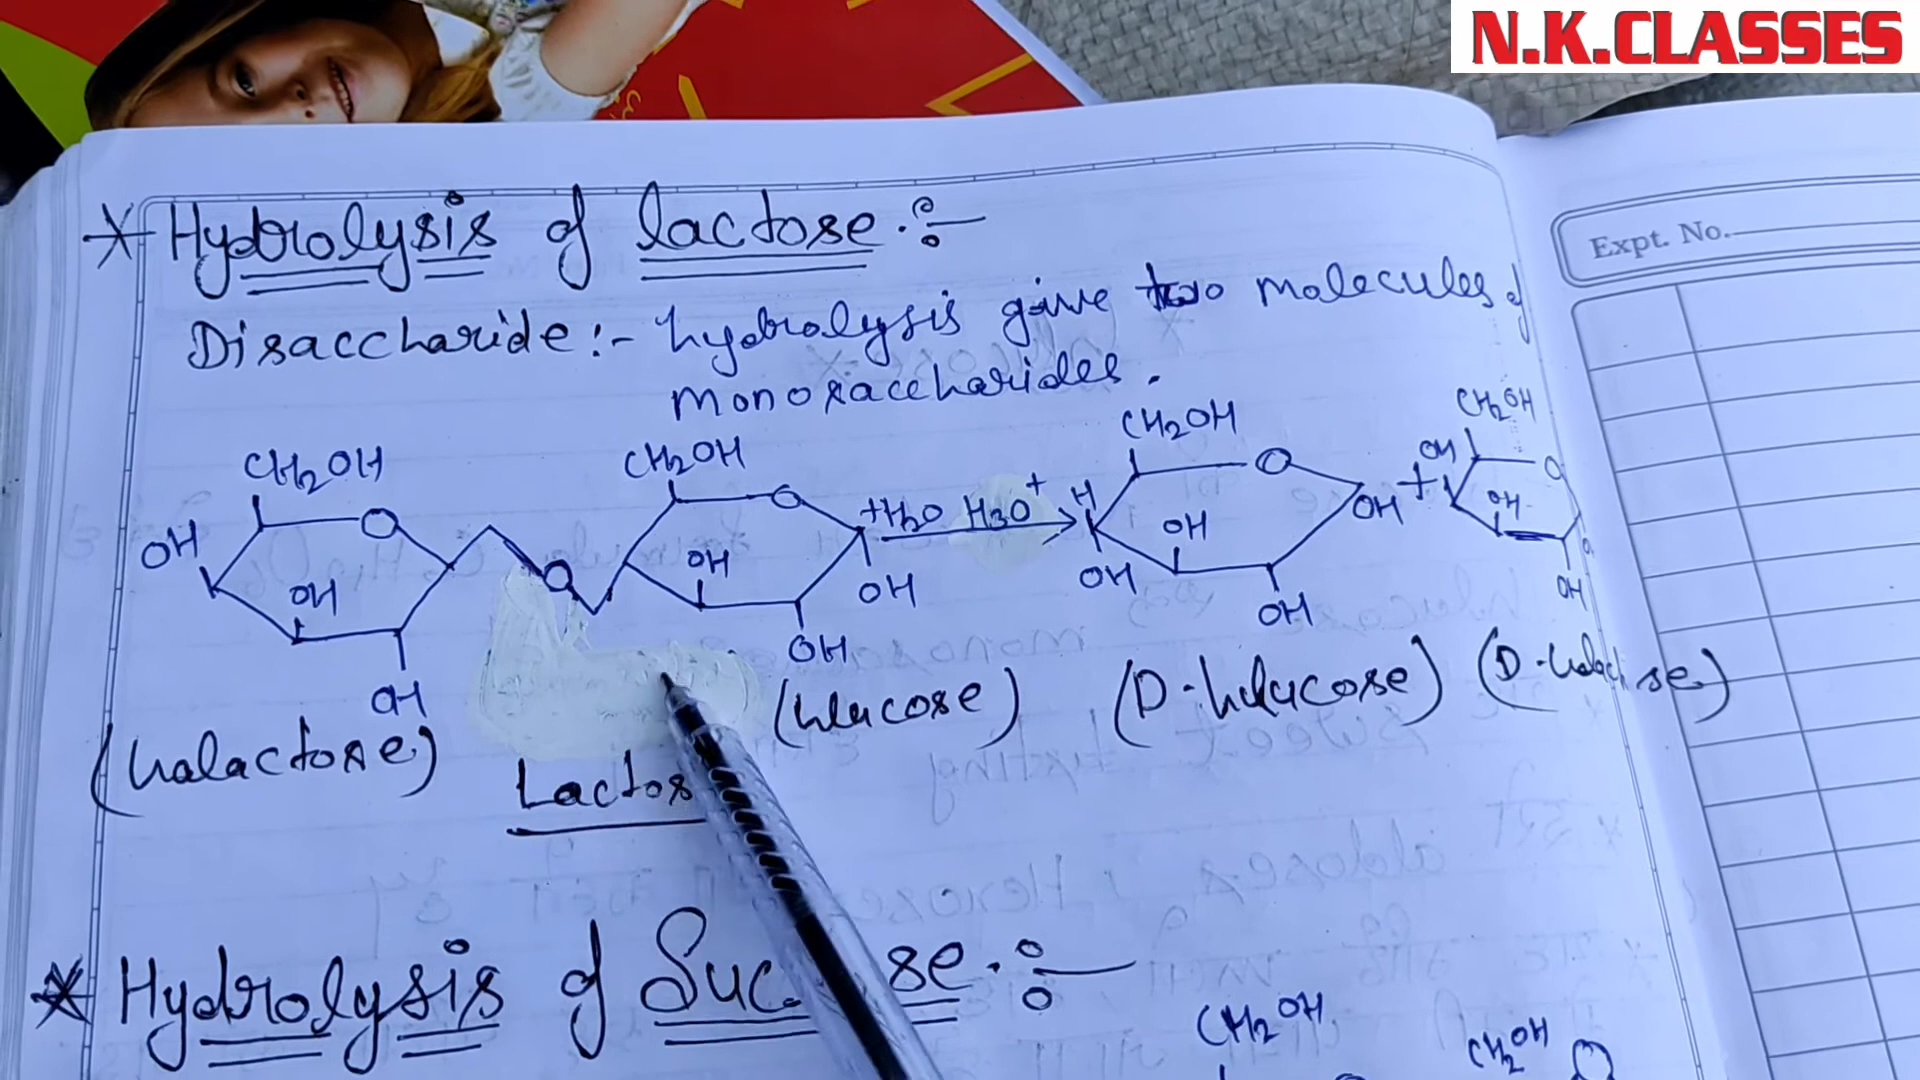 N.K.CLASSES
* Hydrolysis of lactose :-
Expt. No.
Disaccharide :- hydrolysis give two molecules of
monosaccharides.
CH2OH CH2OH CH2OH CH2OH
OH O O +H2O H3O+ H O OH + OH O
OH O OH OH OH OH
OH OH OH OH OH
(Galactose) (Glucose) (D-Glucose)
Lactos
* Hydrolysis of Suc se :-
CH2OH CH2OH